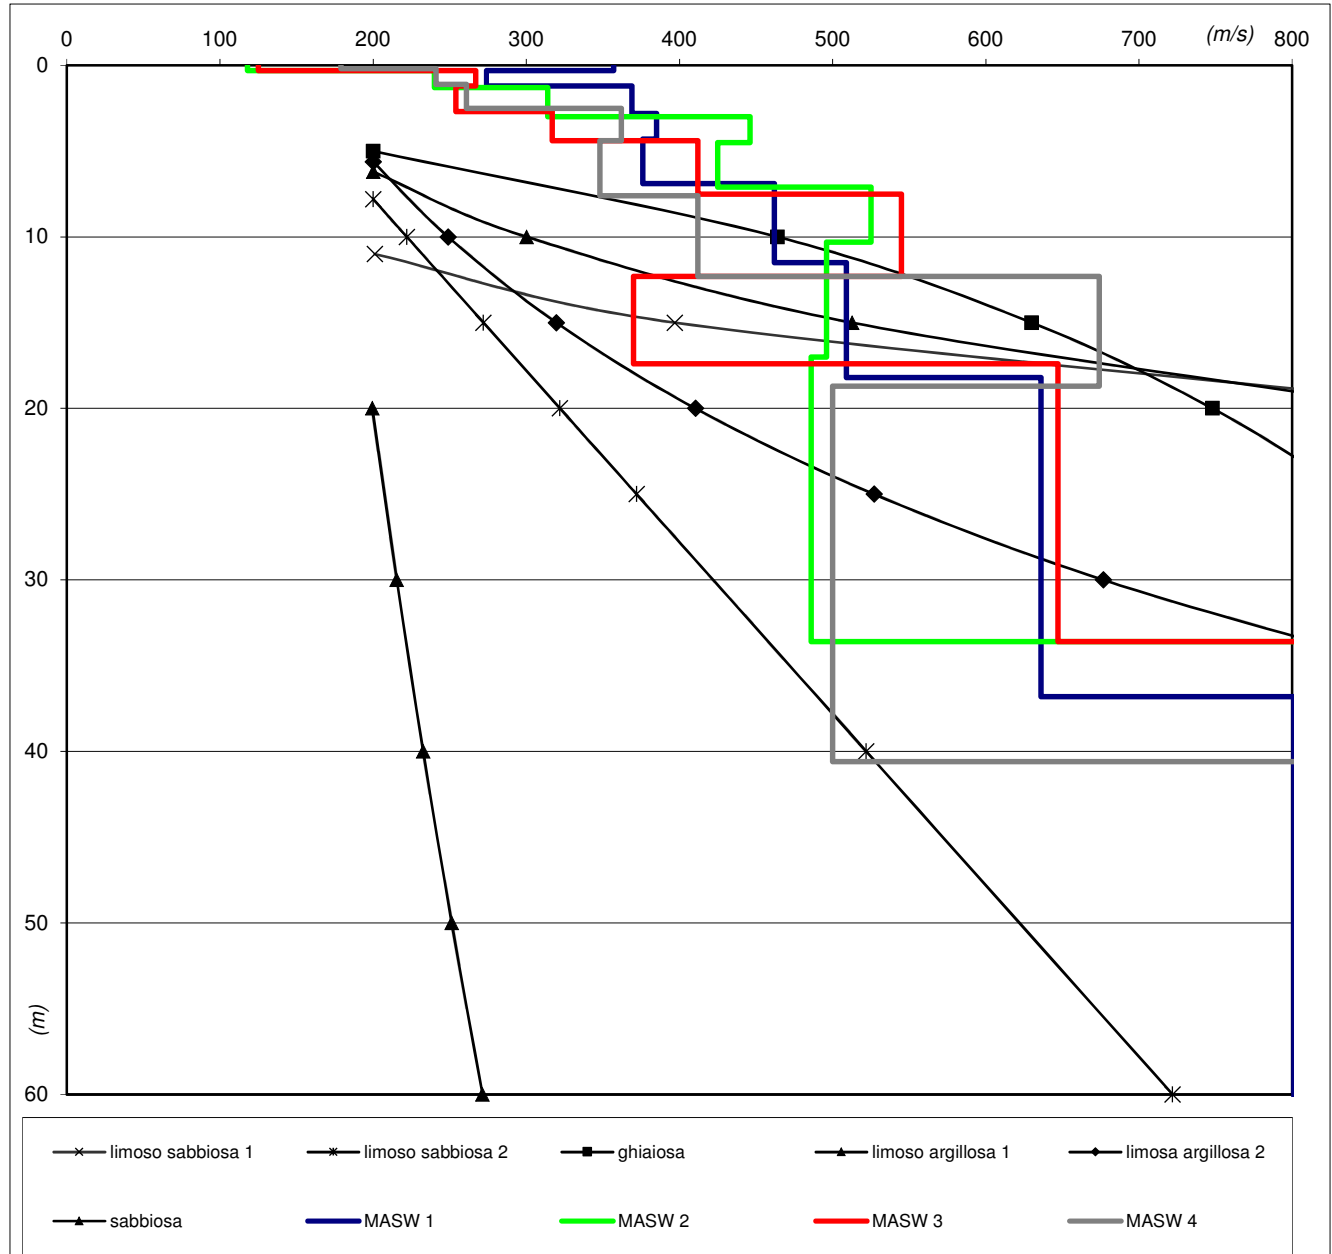 0 100 200 300 400 500 600 700 (m/s) 800
0
10
20
30
40
50
(m)
60
limoso sabbiosa 1 limoso sabbiosa 2 ghiaiosa limoso argillosa 1 limosa argillosa 2
sabbiosa MASW 1 MASW 2 MASW 3 MASW 4